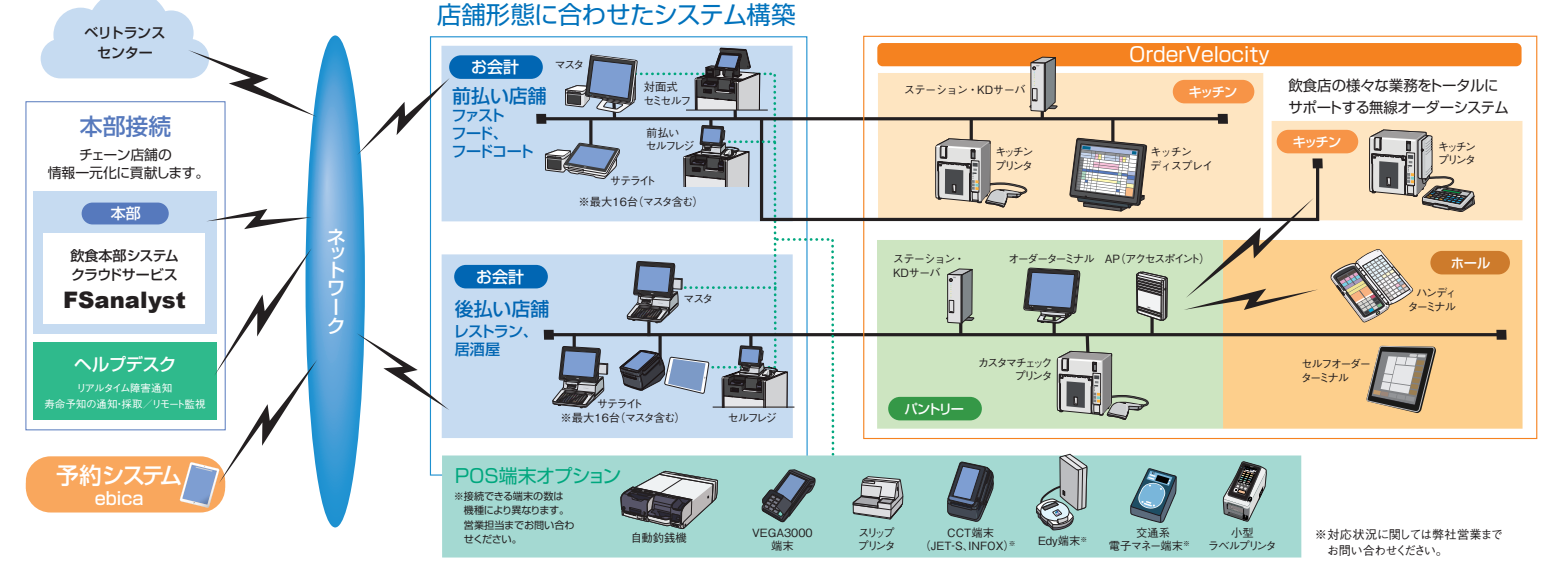 店舗形態に合わせたシステム構築
ベリトランス
センター
本部接続
チェーン店舗の
情報一元化に貢献します。
本部
飲食本部システム
クラウドサービス
FSanalyst
ヘルプデスク
リアルタイム障害通知
寿命予知の通知・採取／リモート監視
予約システム
ebica
ネットワーク
お会計
前払い店舗
ファスト
フード、
フードコート
マスタ
対面式
セミセルフ
前払い
セルフレジ
サテライト
※最大16台（マスタ含む）
お会計
後払い店舗
レストラン、
居酒屋
マスタ
サテライト
※最大16台（マスタ含む）
セルフレジ
OrderVelocity
ステーション・KDサーバ
キッチン
キッチン
プリンタ
キッチン
ディスプレイ
飲食店の様々な業務をトータルに
サポートする無線オーダーシステム
キッチン
キッチン
プリンタ
ステーション・
KDサーバ
オーダーターミナル
AP（アクセスポイント）
カスタマチェック
プリンタ
パントリー
ホール
ハンディ
ターミナル
セルフオーダー
ターミナル
POS端末オプション
※接続できる端末の数は
機種により異なります。
営業担当までお問い合わ
せください。
自動釣銭機
VEGA3000
端末
スリップ
プリンタ
CCT端末
（JET-S、INFOX）※
Edy端末※
交通系
電子マネー端末※
小型
ラベルプリンタ
※対応状況に関しては弊社営業まで
お問い合わせください。